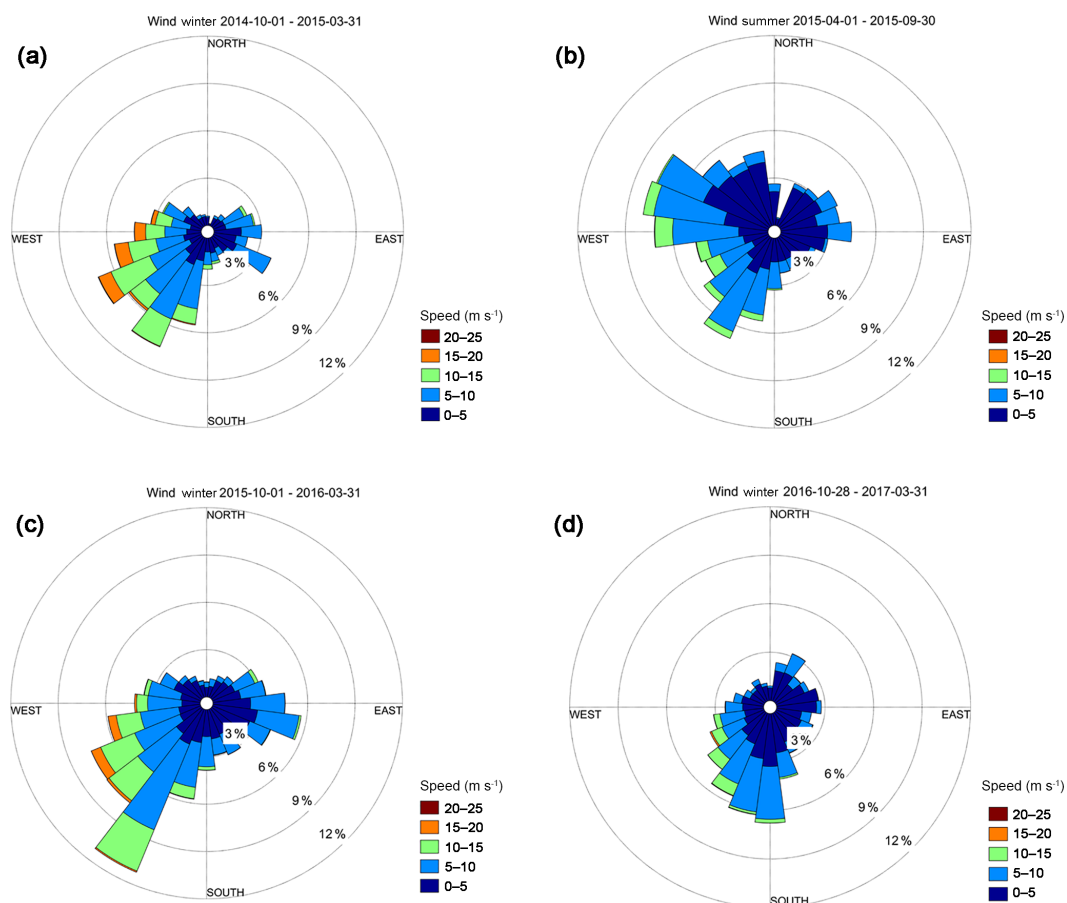 Wind winter 2014-10-01 - 2015-03-31
(a)
NORTH
WEST
EAST
SOUTH
3 %
6 %
9 %
12 %
Speed (m s⁻¹)
20–25
15–20
10–15
5–10
0–5
Wind summer 2015-04-01 - 2015-09-30
(b)
NORTH
WEST
EAST
SOUTH
3 %
6 %
9 %
12 %
Speed (m s⁻¹)
20–25
15–20
10–15
5–10
0–5
Wind winter 2015-10-01 - 2016-03-31
(c)
NORTH
WEST
EAST
SOUTH
3 %
6 %
9 %
12 %
Speed (m s⁻¹)
20–25
15–20
10–15
5–10
0–5
Wind winter 2016-10-28 - 2017-03-31
(d)
NORTH
WEST
EAST
SOUTH
3 %
6 %
9 %
12 %
Speed (m s⁻¹)
20–25
15–20
10–15
5–10
0–5